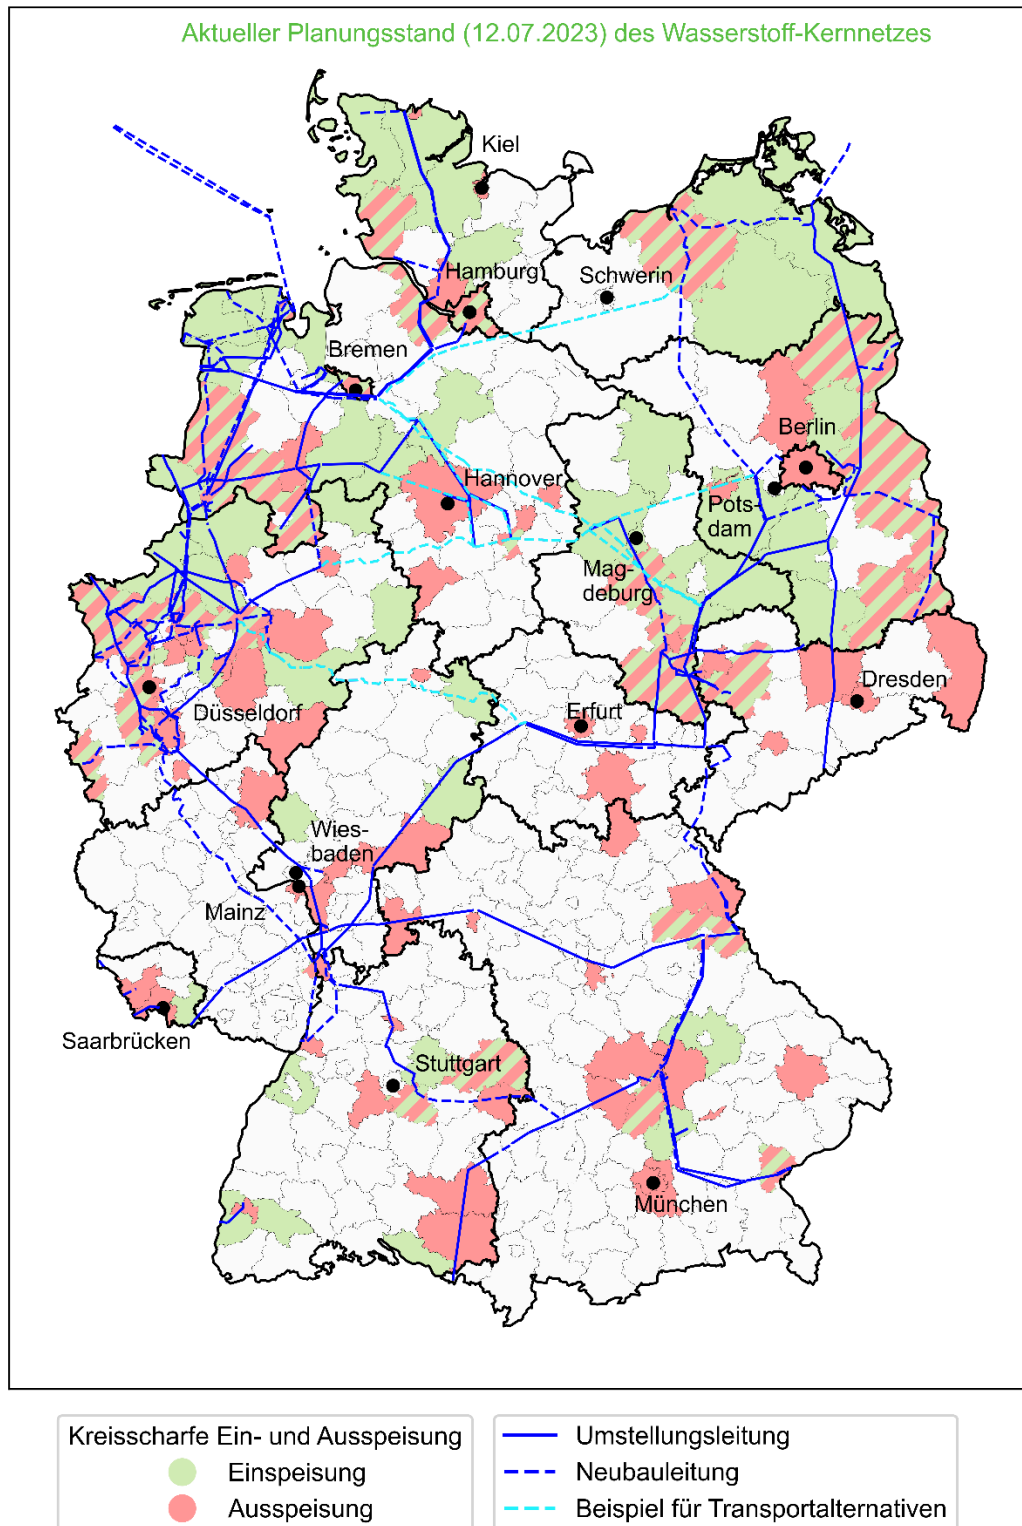 Aktueller Planungsstand (12.07.2023) des Wasserstoff-Kernnetzes
Kiel
Hamburg
Schwerin
Bremen
Berlin
Hannover
Pots-
dam
Mag-
deburg
Düsseldorf
Erfurt
Dresden
Wies-
baden
Mainz
Saarbrücken
Stuttgart
München
Kreisscharfe Ein- und Ausspeisung
Einspeisung
Ausspeisung
Umstellungsleitung
Neubauleitung
Beispiel für Transportalternativen